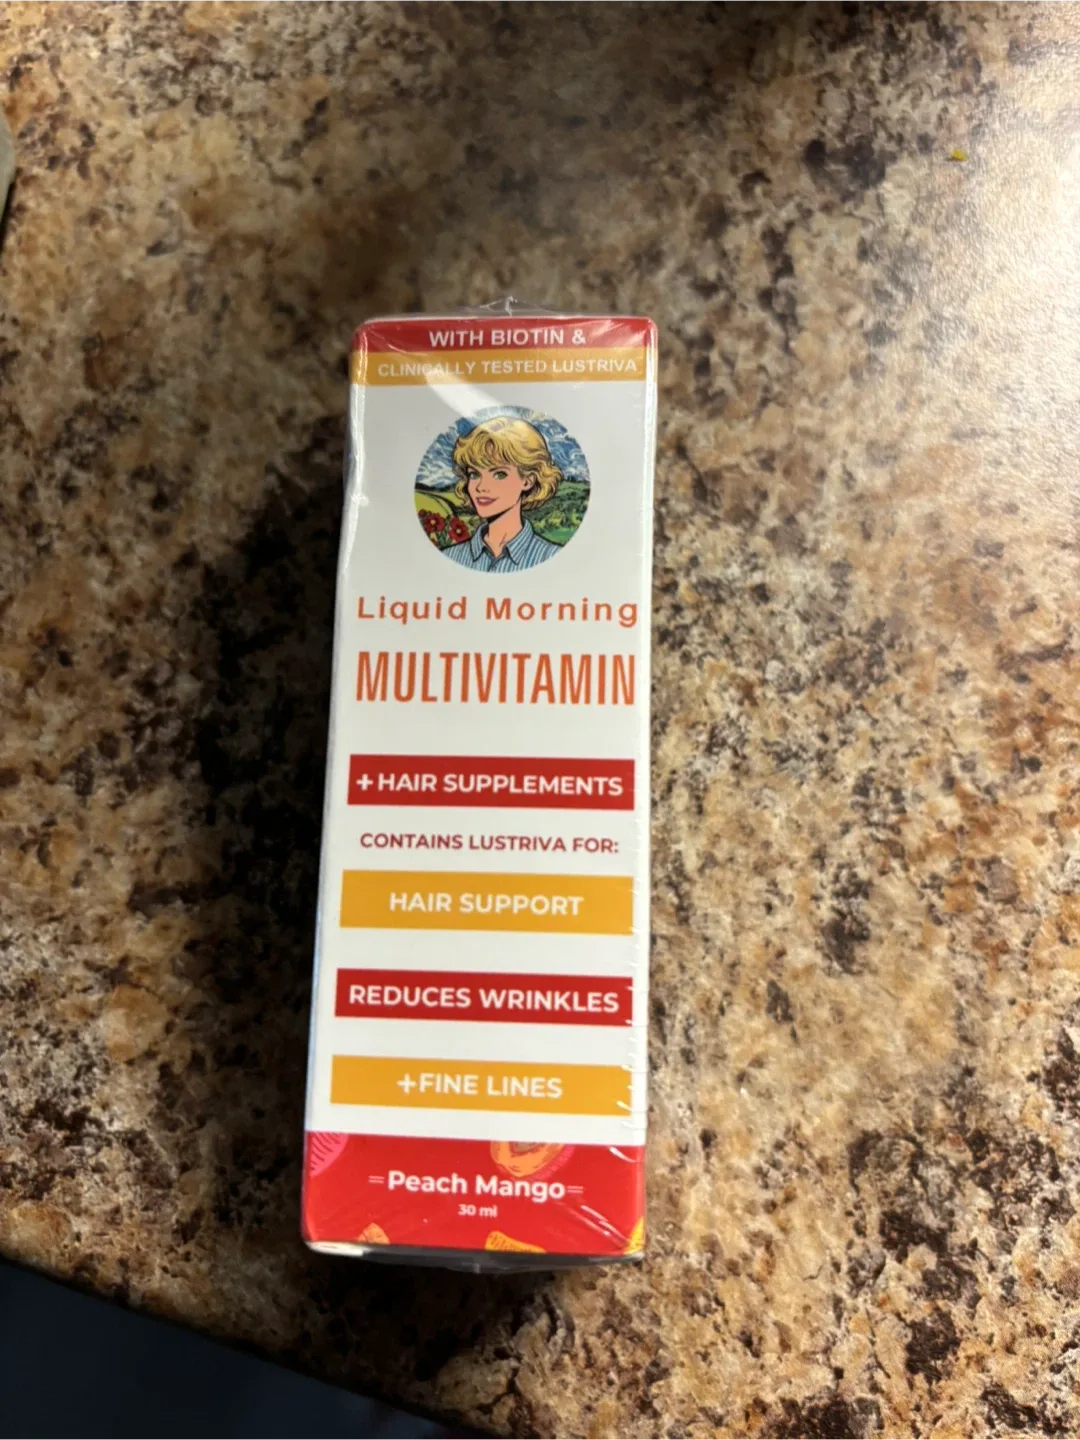 WITH BIOTIN &
CLINICALLY TESTED LUSTRIVA
Liquid Morning
MULTIVITAMIN
+HAIR SUPPLEMENTS
CONTAINS LUSTRIVA FOR:
HAIR SUPPORT
REDUCES WRINKLES
+FINE LINES
Peach Mango
30 ml